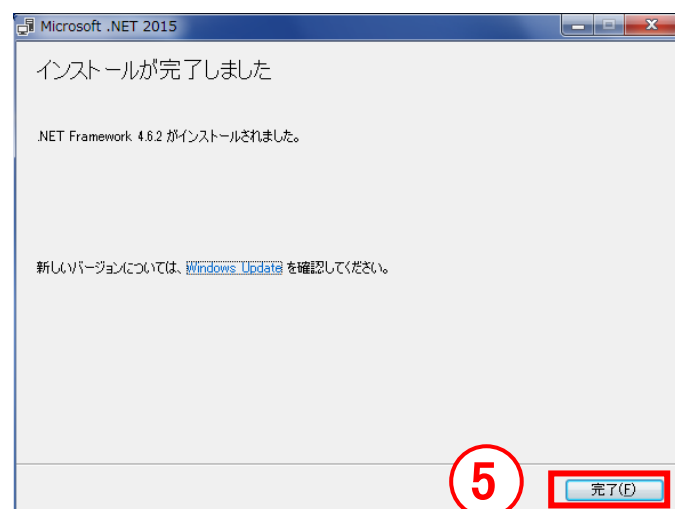 Microsoft .NET 2015
インストールが完了しました
.NET Framework 4.6.2 がインストールされました。
新しいバージョンについては、Windows Update を確認してください。
⑤
完了(F)